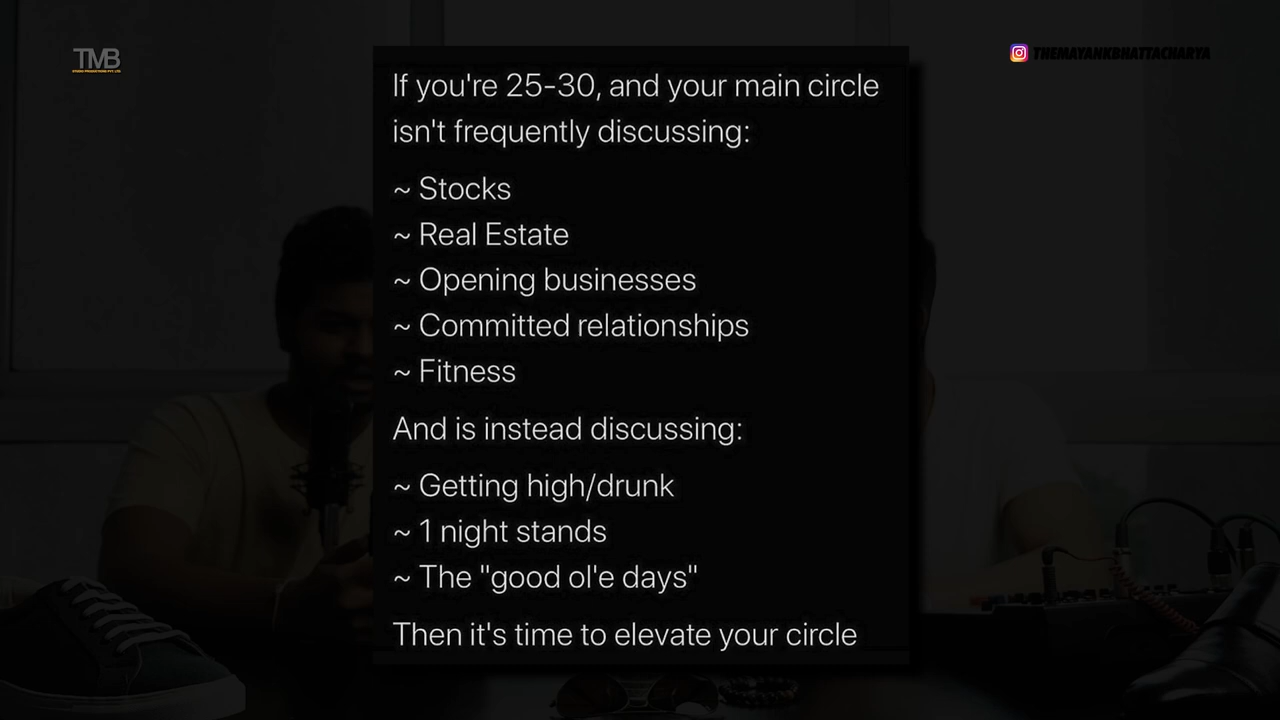 TMB
THEMAYANKBHATTACHARYA
If you're 25-30, and your main circle
isn't frequently discussing:
~ Stocks
~ Real Estate
~ Opening businesses
~ Committed relationships
~ Fitness
And is instead discussing:
~ Getting high/drunk
~ 1 night stands
~ The "good ol'e days"
Then it's time to elevate your circle